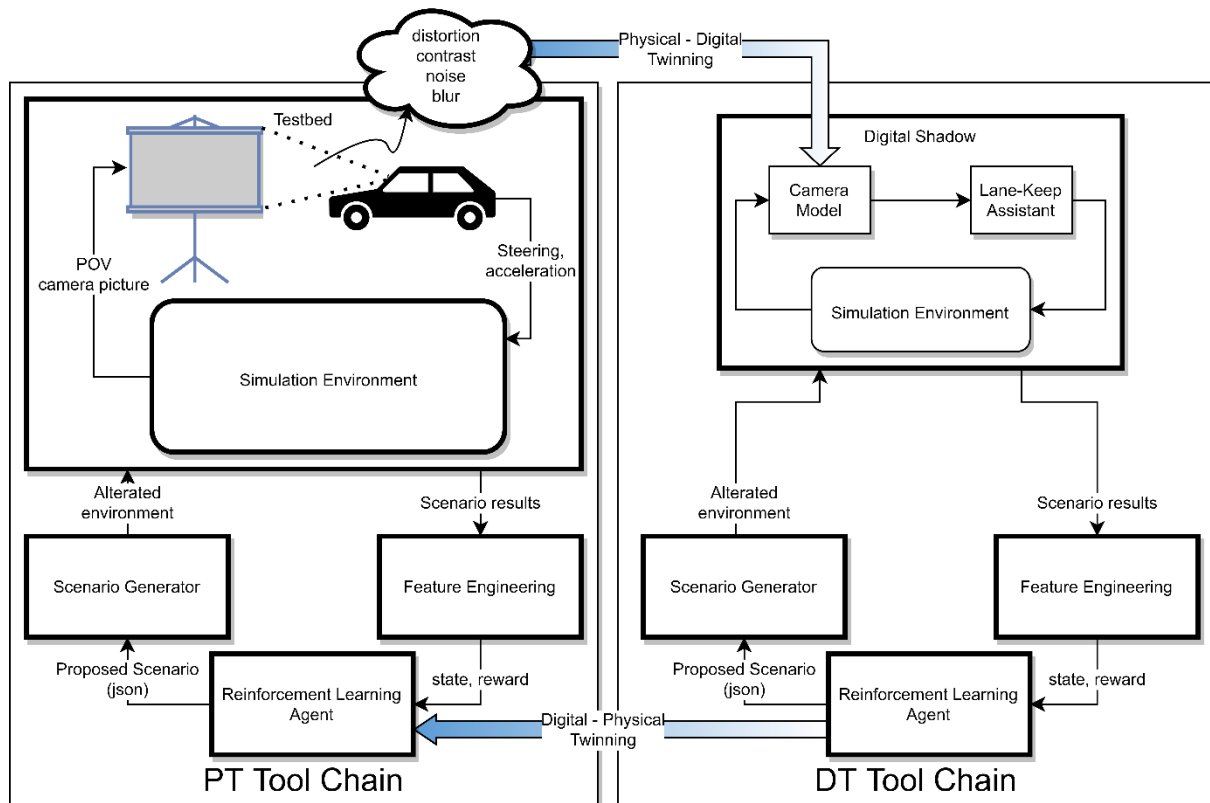 distortion
contrast
noise
blur
Physical - Digital
Twinning
Testbed
POV
camera picture
Steering,
acceleration
Simulation Environment
Alterated
environment
Scenario results
Scenario Generator
Feature Engineering
Proposed Scenario
(json)
state, reward
Reinforcement Learning
Agent
PT Tool Chain
Digital - Physical
Twinning
Digital Shadow
Camera
Model
Lane-Keep
Assistant
Simulation Environment
Alterated
environment
Scenario results
Scenario Generator
Feature Engineering
Proposed Scenario
(json)
state, reward
Reinforcement Learning
Agent
DT Tool Chain